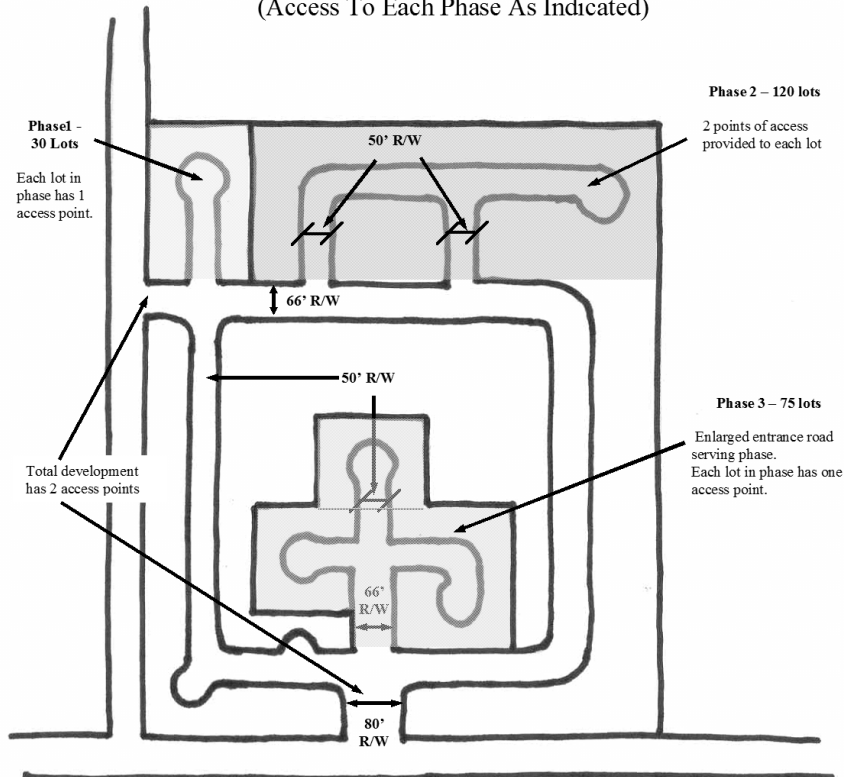 (Access To Each Phase As Indicated)
Phase 2 – 120 lots
2 points of access
provided to each lot
Phase1 -
30 Lots
Each lot in
phase has 1
access point.
50’ R/W
66’ R/W
50’ R/W
Phase 3 – 75 lots
Enlarged entrance road
serving phase.
Each lot in phase has one
access point.
Total development
has 2 access points
66’
R/W
80’
R/W